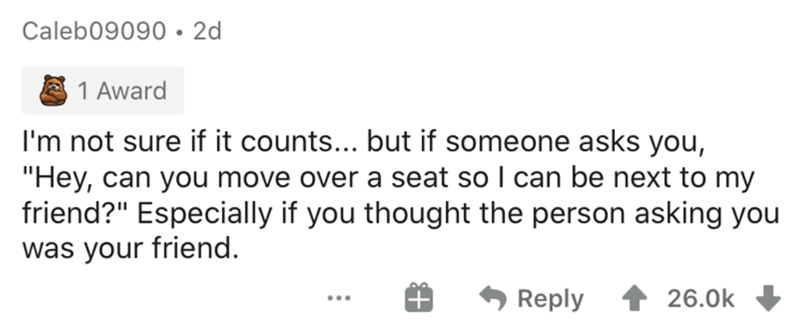 Caleb09090 • 2d
1 Award
I'm not sure if it counts... but if someone asks you,
"Hey, can you move over a seat so I can be next to my
friend?" Especially if you thought the person asking you
was your friend.
... Reply 26.0k